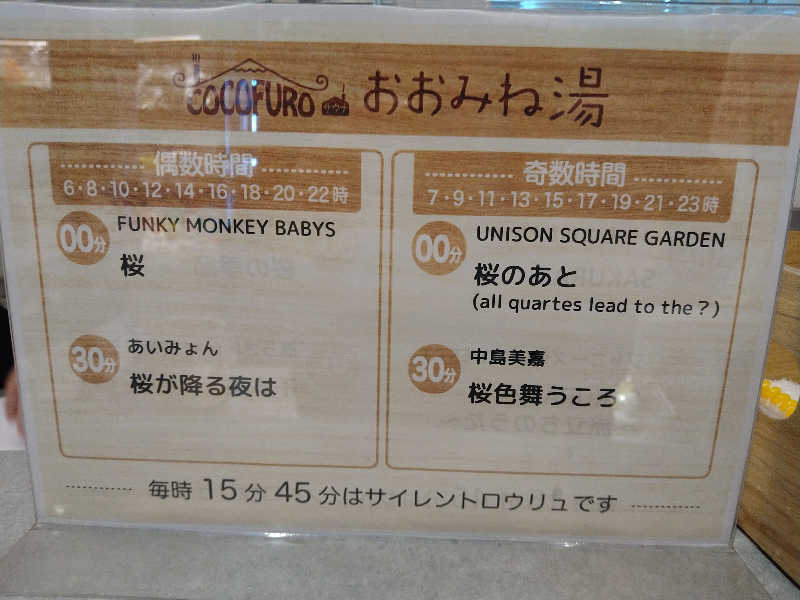 COCOFURO おおみね湯
偶数時間
6・8・10・12・14・16・18・20・22時
00分 FUNKY MONKEY BABYS
桜
30分 あいみょん
桜が降る夜は
奇数時間
7・9・11・13・15・17・19・21・23時
00分 UNISON SQUARE GARDEN
桜のあと
(all quartes lead to the?)
30分 中島美嘉
桜色舞うころ
毎時 15分 45分はサイレントロウリュです